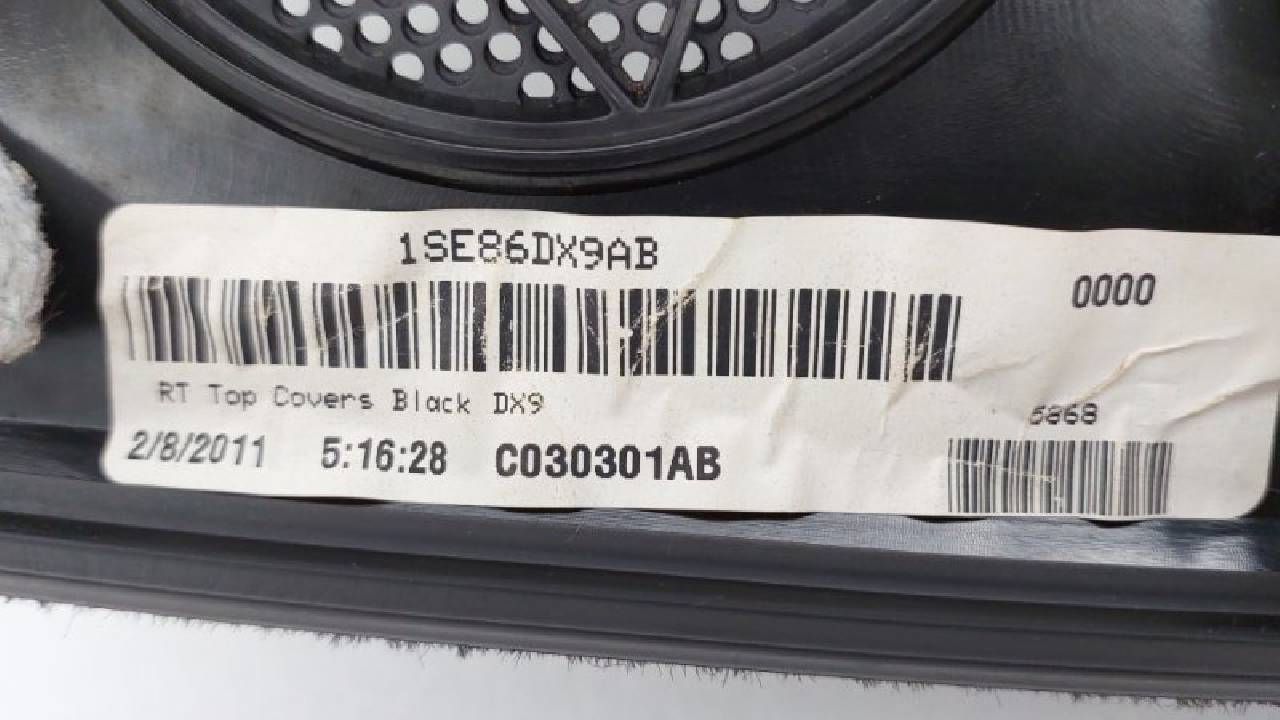 1SE86DX9AB
0000
RT Top Covers Black DX9
5868
2/8/2011 5:16:28 C030301AB